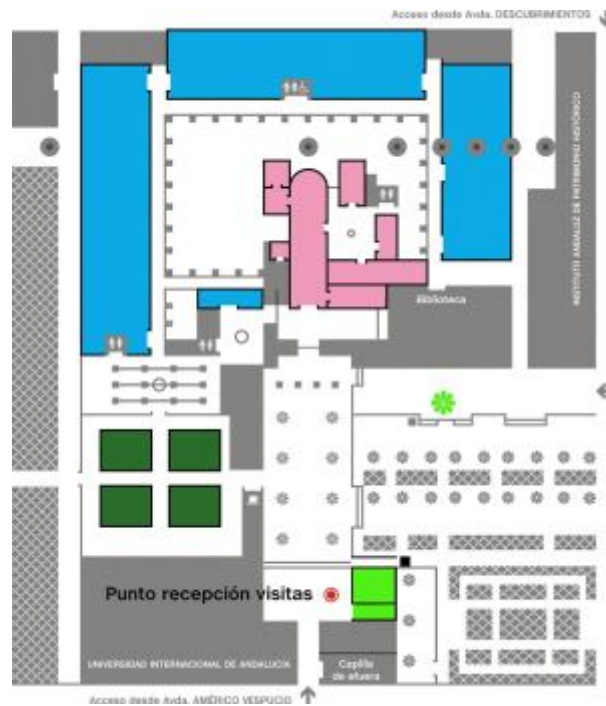 Acceso desde Avda. DESCUBRIMIENTOS
INSTITUTO ANDALUZ DE PATRIMONIO HISTÓRICO
Biblioteca
Punto recepción visitas
UNIVERSIDAD INTERNACIONAL DE ANDALUCIA
Capilla
de afuera
Acceso desde Avda. AMÉRICO VESPUCIO